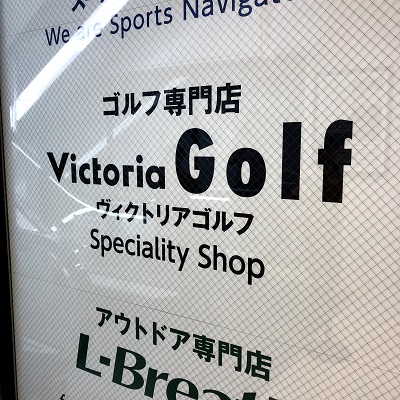 We are Sports Navigat
ゴルフ専門店
Victoria Golf
ヴィクトリアゴルフ
Speciality Shop
アウトドア専門店
L-Breat